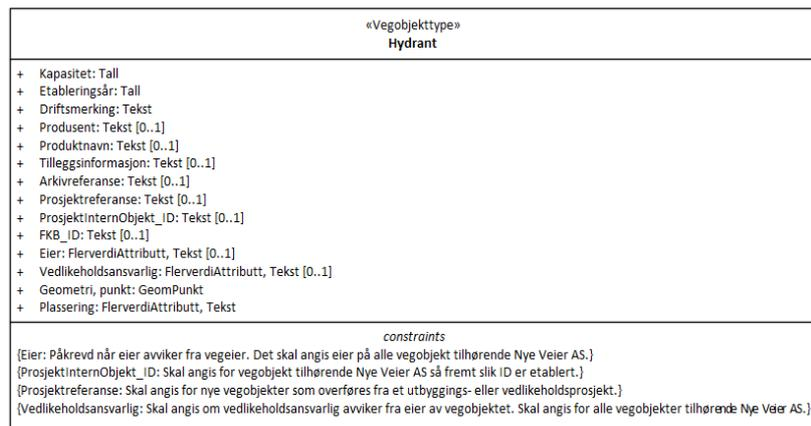 «Vegobjekttype»
Hydrant
+ Kapasitet: Tall
+ Etableringsår: Tall
+ Driftsmerking: Tekst
+ Produsent: Tekst [0..1]
+ Produktnavn: Tekst [0..1]
+ Tilleggsinformasjon: Tekst [0..1]
+ Arkivreferanse: Tekst [0..1]
+ Prosjektreferanse: Tekst [0..1]
+ ProsjektInternObjekt_ID: Tekst [0..1]
+ FKB_ID: Tekst [0..1]
+ Eier: FlerverdiAttributt, Tekst [0..1]
+ Vedlikeholdsansvarlig: FlerverdiAttributt, Tekst [0..1]
+ Geometri, punkt: GeomPunkt
+ Plassering: FlerverdiAttributt, Tekst
constraints
{Eier: Påkrevd når eier avviker fra vegeier. Det skal angis eier på alle vegobjekt tilhørende Nye Veier AS.}
{ProsjektInternObjekt_ID: Skal angis for vegobjekt tilhørende Nye Veier AS så fremt slik ID er etablert.}
{Prosjektreferanse: Skal angis for nye vegobjekter som overføres fra et utbyggings- eller vedlikeholdsprosjekt.}
{Vedlikeholdsansvarlig: Skal angis om vedlikeholdsansvarlig avviker fra eier av vegobjektet. Skal angis for alle vegobjekter tilhørende Nye Veier AS.}